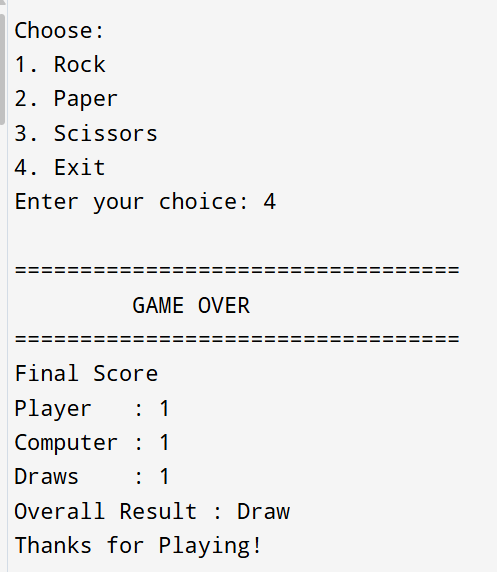 Choose:
1. Rock
2. Paper
3. Scissors
4. Exit
Enter your choice: 4
==================================
GAME OVER
==================================
Final Score
Player   : 1
Computer : 1
Draws    : 1
Overall Result : Draw
Thanks for Playing!